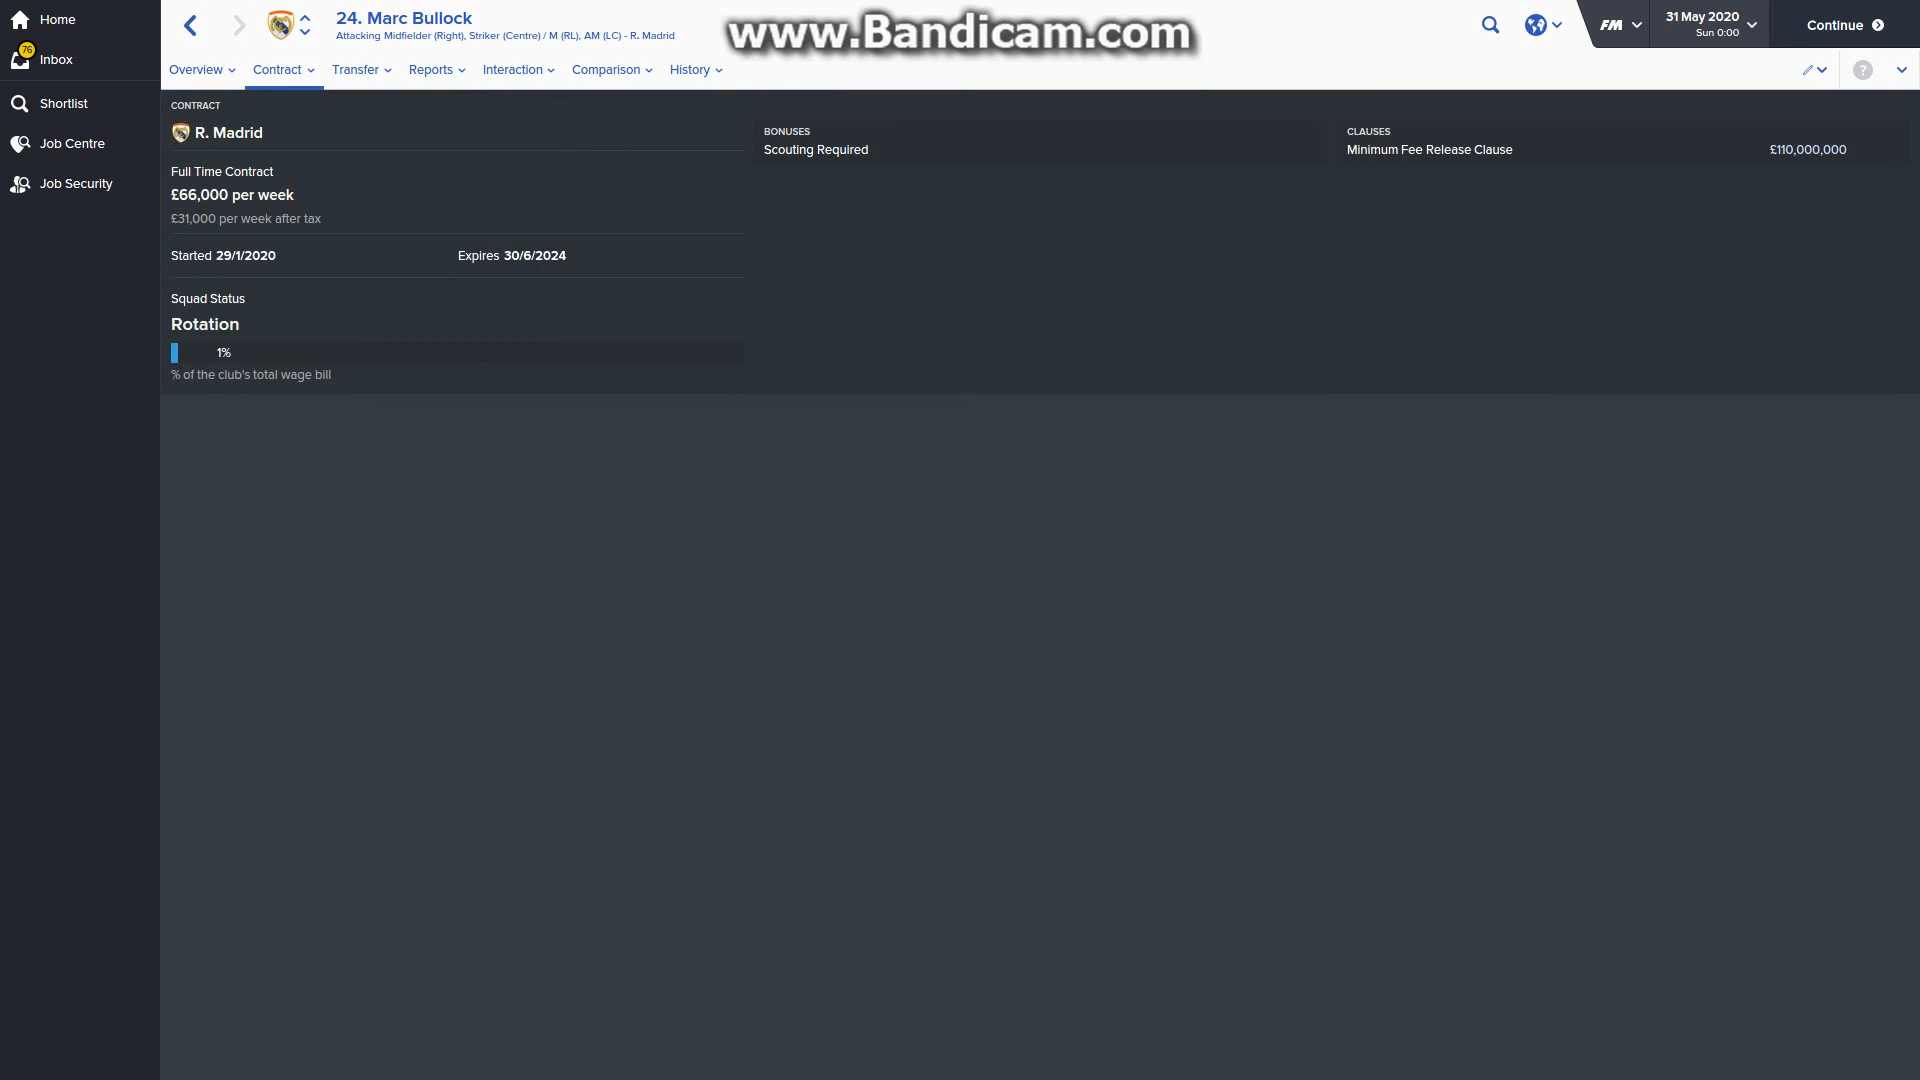 Home
76
Inbox
Shortlist
Job Centre
Job Security
24. Marc Bullock
Attacking Midfielder (Right), Striker (Centre) / M (RL), AM (LC) - R. Madrid
www.Bandicam.com
FM
31 May 2020
Sun 0:00
Continue
Overview
Contract
Transfer
Reports
Interaction
Comparison
History
?
CONTRACT
R. Madrid
Full Time Contract
£66,000 per week
£31,000 per week after tax
Started 29/1/2020
Expires 30/6/2024
Squad Status
Rotation
1%
% of the club's total wage bill
BONUSES
Scouting Required
CLAUSES
Minimum Fee Release Clause
£110,000,000